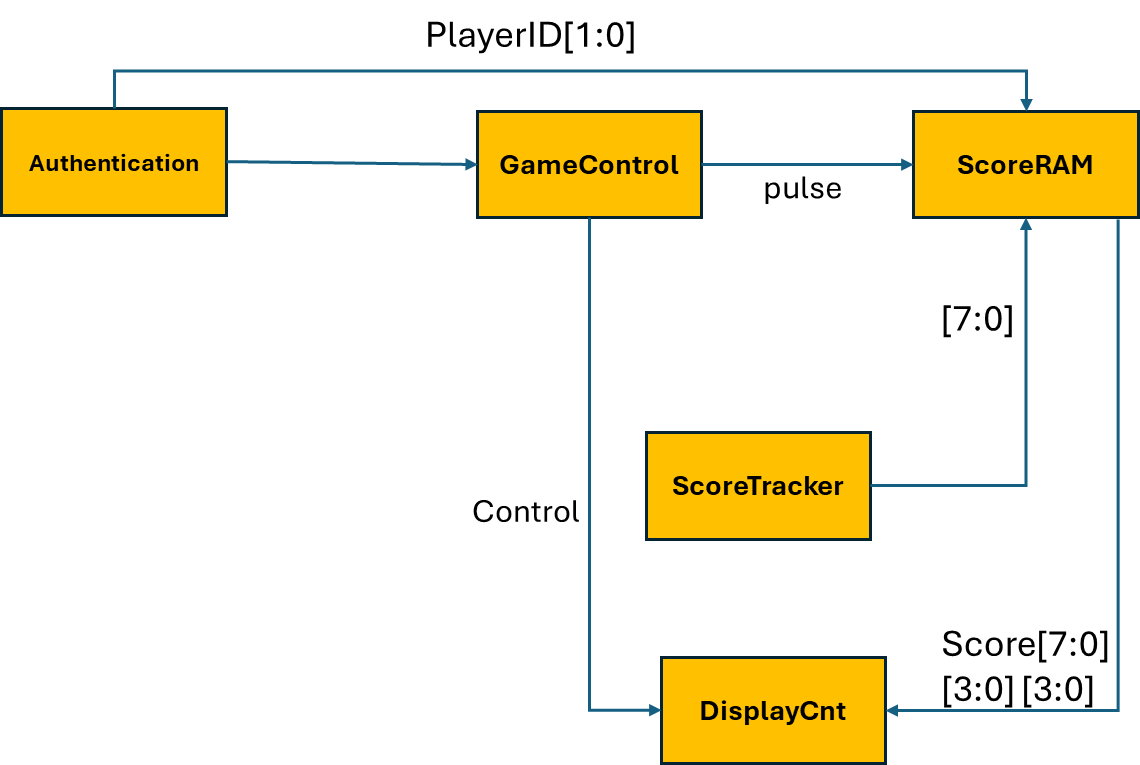 PlayerID[1:0]
Authentication
GameControl
pulse
ScoreRAM
[7:0]
ScoreTracker
Control
Score[7:0]
[3:0] [3:0]
DisplayCnt